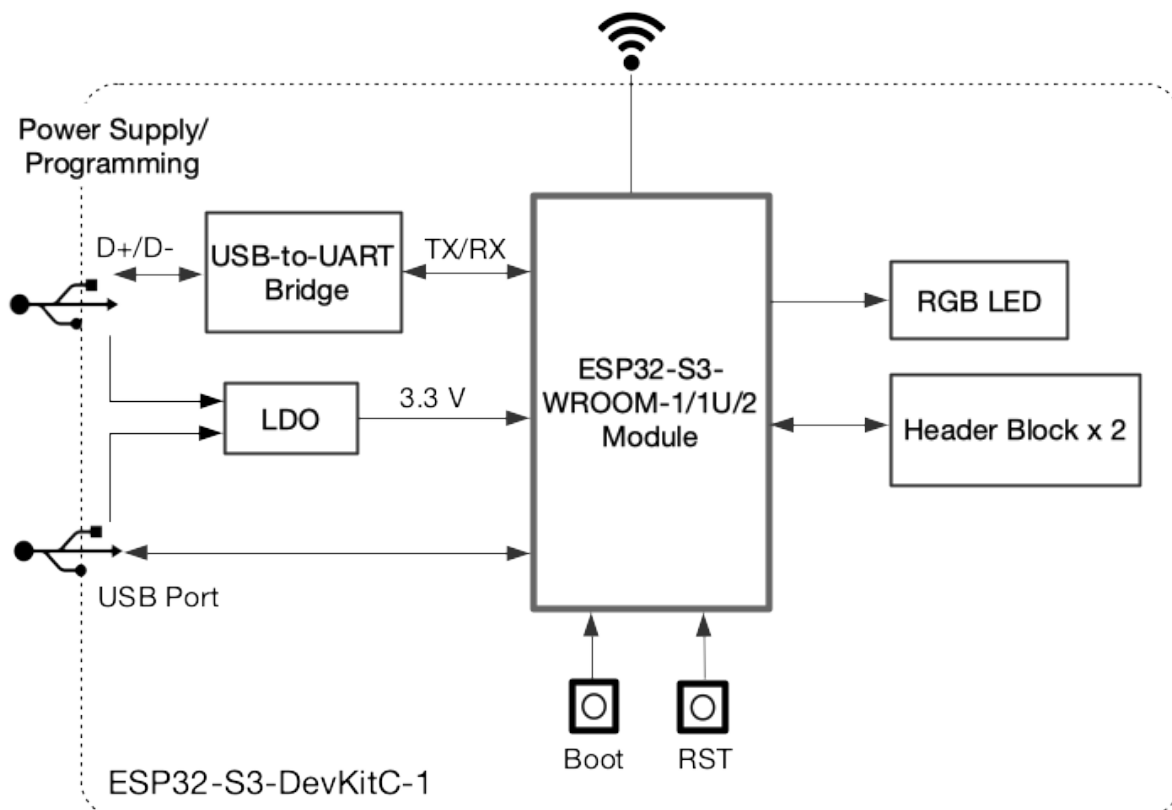 Power Supply/
Programming
D+/D-
USB-to-UART
Bridge
TX/RX
RGB LED
ESP32-S3-
WROOM-1/1U/2
Module
LDO
3.3 V
Header Block x 2
USB Port
Boot
RST
ESP32-S3-DevKitC-1